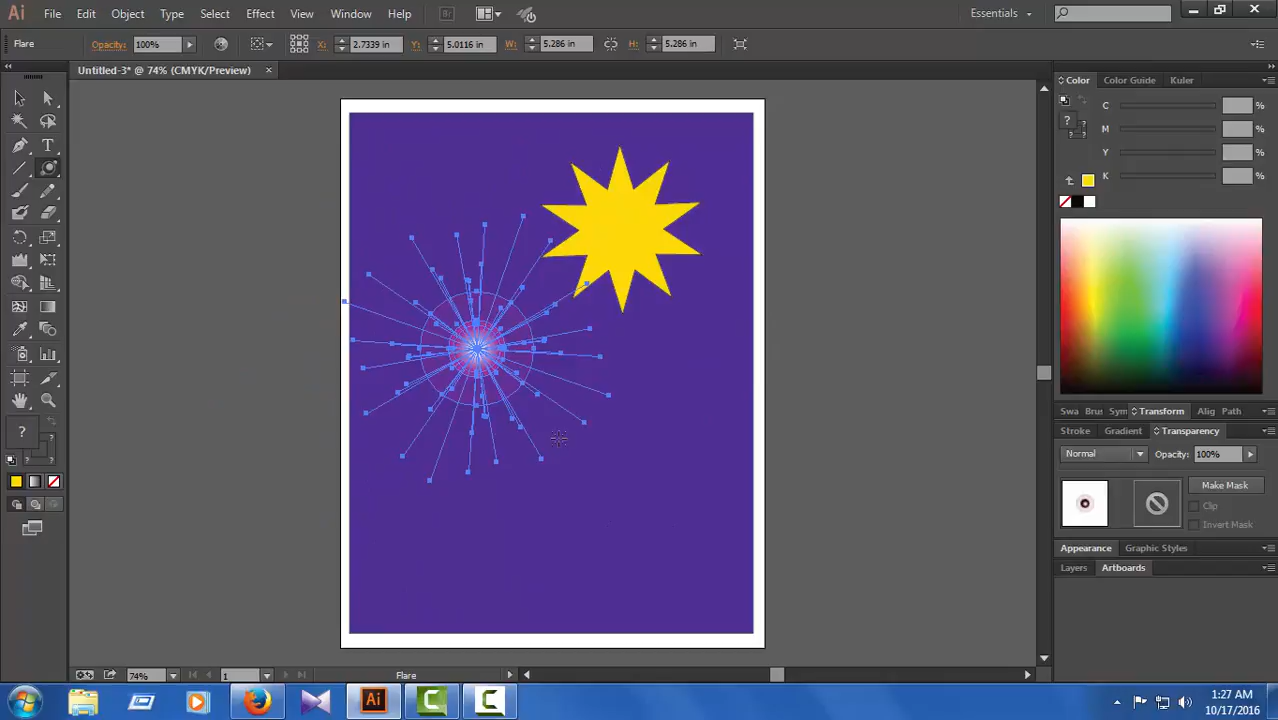 Ai File Edit Object Type Select Effect View Window Help Br Essentials
Flare Opacity: 100% X: 2.7339 in Y: 5.0116 in W: 5.286 in H: 5.286 in
Untitled-3* @ 74% (CMYK/Preview) ×
Color Color Guide Kuler
C %
M %
Y %
K %
?
T
?
Swa Brus Sym Transform Alig Path
Stroke Gradient Transparency
Normal Opacity: 100%
Make Mask
Clip
Invert Mask
Appearance Graphic Styles
Layers Artboards
74% 1 Flare
Ai C C
1:27 AM
10/17/2016